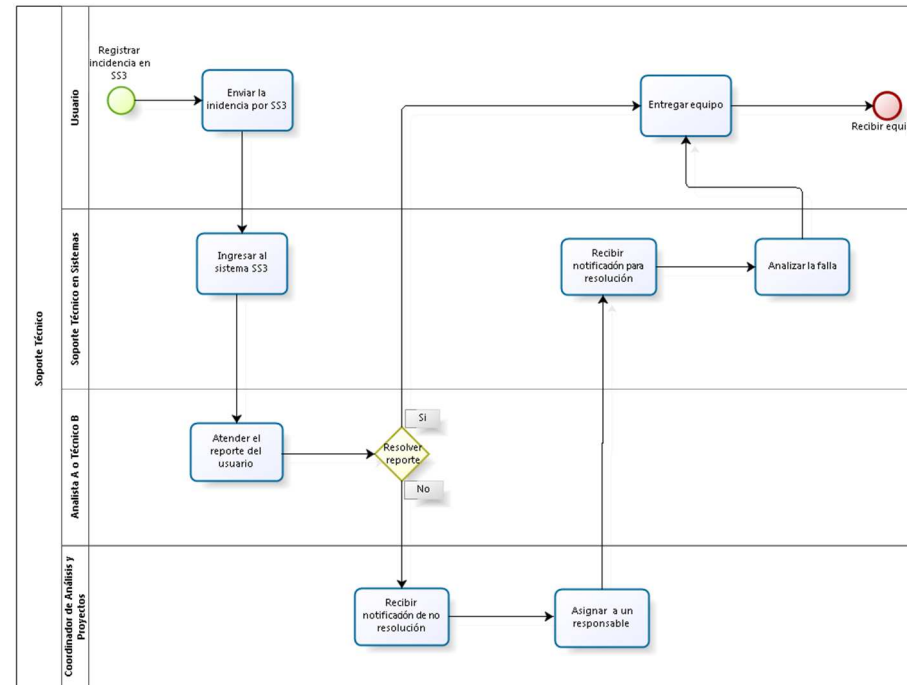 Soporte Técnico
Usuario
Registrar
incidencia en
SS3
Enviar la
inidencia por SS3
Entregar equipo
Recibir equi
Soporte Técnico en Sistemas
Ingresar al
sistema SS3
Recibir
notificación para
resolución
Analizar la falla
Analista A o Técnico B
Atender el
reporte del
usuario
Resolver
reporte
Si
No
Coordinador de Análisis y
Proyectos
Recibir
notificación de no
resolución
Asignar a un
responsable